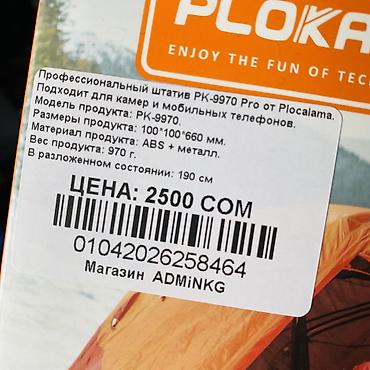 PLOKA
ENJOY THE FUN OF TEC
Профессиональный штатив PK-9970 Pro от Plocalama.
Подходит для камер и мобильных телефонов.
Модель продукта: PK-9970.
Размеры продукта: 100*100*660 мм.
Материал продукта: ABS + металл.
Вес продукта: 970 г.
В разложенном состоянии: 190 см
ЦЕНА: 2500 СОМ
01042026258464
Магазин ADMiNKG